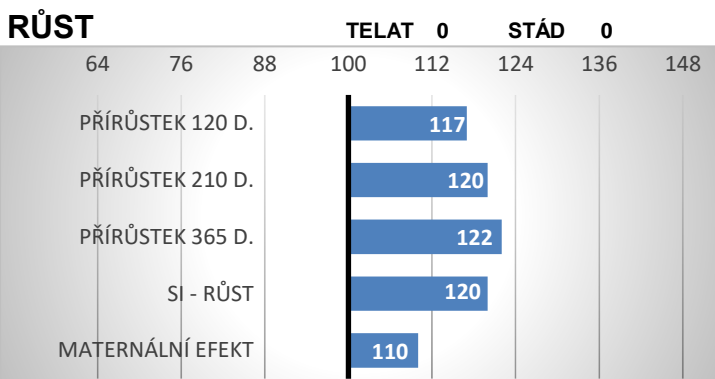 RŮST TELAT 0 STÁD 0
64 76 88 100 112 124 136 148
PŘÍRŮSTEK 120 D. 117
PŘÍRŮSTEK 210 D. 120
PŘÍRŮSTEK 365 D. 122
SI - RŮST 120
MATERNÁLNÍ EFEKT 110